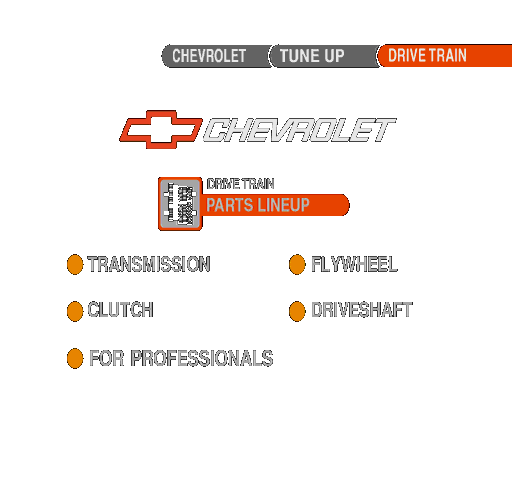 CHEVROLET TUNE UP DRIVE TRAIN
CHEVROLET
DRIVE TRAIN
PARTS LINEUP
TRANSMISSION FLYWHEEL
CLUTCH DRIVESHAFT
FOR PROFESSIONALS